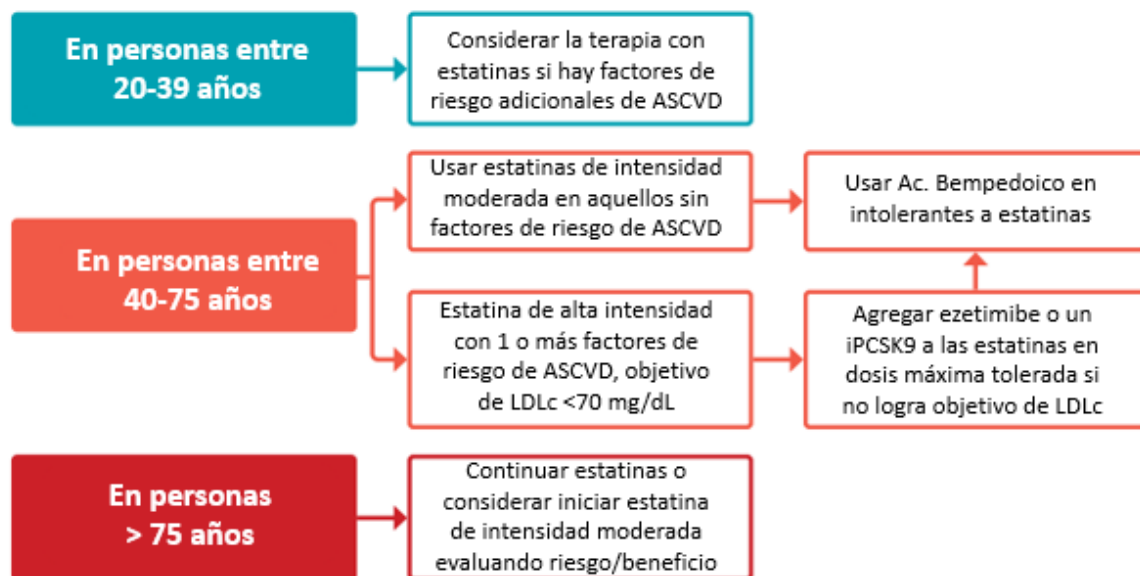 En personas entre
20-39 años
Considerar la terapia con
estatinas si hay factores de
riesgo adicionales de ASCVD
En personas entre
40-75 años
Usar estatinas de intensidad
moderada en aquellos sin
factores de riesgo de ASCVD
Usar Ac. Bempedoico en
intolerantes a estatinas
Estatina de alta intensidad
con 1 o más factores de
riesgo de ASCVD, objetivo
de LDLc <70 mg/dL
Agregar ezetimibe o un
iPCSK9 a las estatinas en
dosis máxima tolerada si
no logra objetivo de LDLc
En personas
> 75 años
Continuar estatinas o
considerar iniciar estatina
de intensidad moderada
evaluando riesgo/beneficio